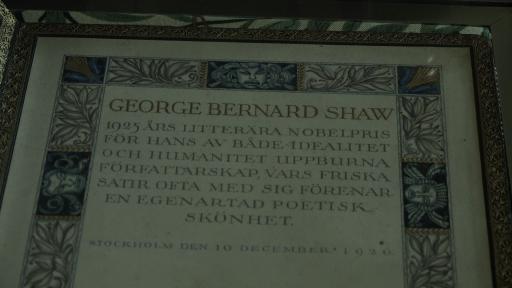 GEORGE BERNARD SHAW
1925 ÅRS LITTERÄRA NOBELPRIS
FÖR HANS AV BÅDE IDEALITET
OCH HUMANITET UPPBURNA
FÖRFATTARSKAP, VARS FRISKA
SATIR OFTA MED SIG FÖRENAR
EN EGENARTAD POETISK
SKÖNHET.
STOCKHOLM DEN 10 DECEMBER 1926.